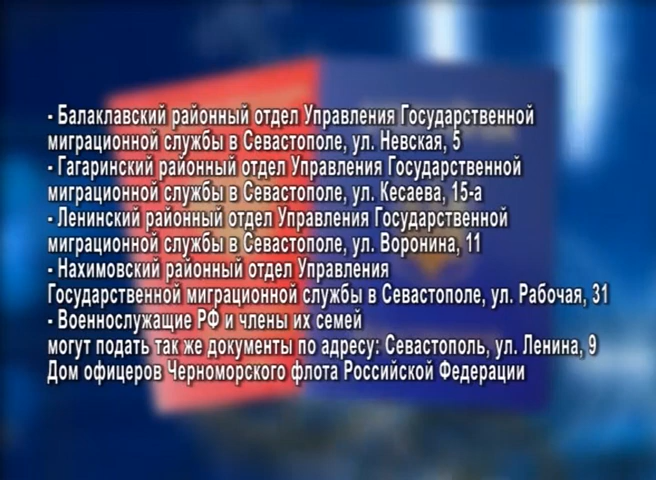 - Балаклавский районный отдел Управления Государственной
миграционной службы в Севастополе, ул. Невская, 5
- Гагаринский районный отдел Управления Государственной
миграционной службы в Севастополе, ул. Кесаева, 15-а
- Ленинский районный отдел Управления Государственной
миграционной службы в Севастополе, ул. Воронина, 11
- Нахимовский районный отдел Управления
Государственной миграционной службы в Севастополе, ул. Рабочая, 31
- Военнослужащие РФ и члены их семей
могут подать так же документы по адресу: Севастополь, ул. Ленина, 9
Дом офицеров Черноморского флота Российской Федерации